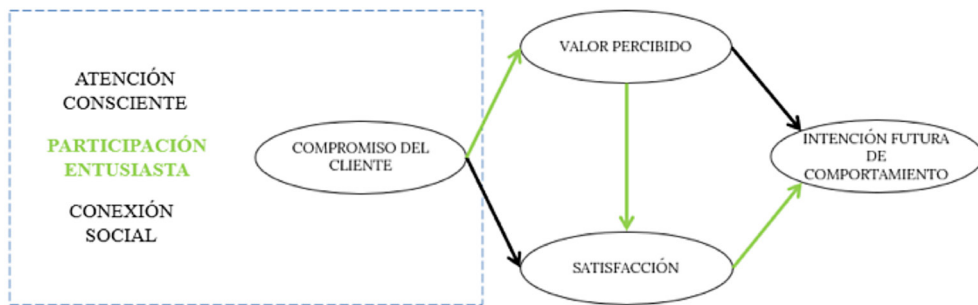 ATENCIÓN
CONSCIENTE
PARTICIPACIÓN
ENTUSIASTA
CONEXIÓN
SOCIAL
COMPROMISO DEL
CLIENTE
VALOR PERCIBIDO
SATISFACCIÓN
INTENCIÓN FUTURA
DE
COMPORTAMIENTO